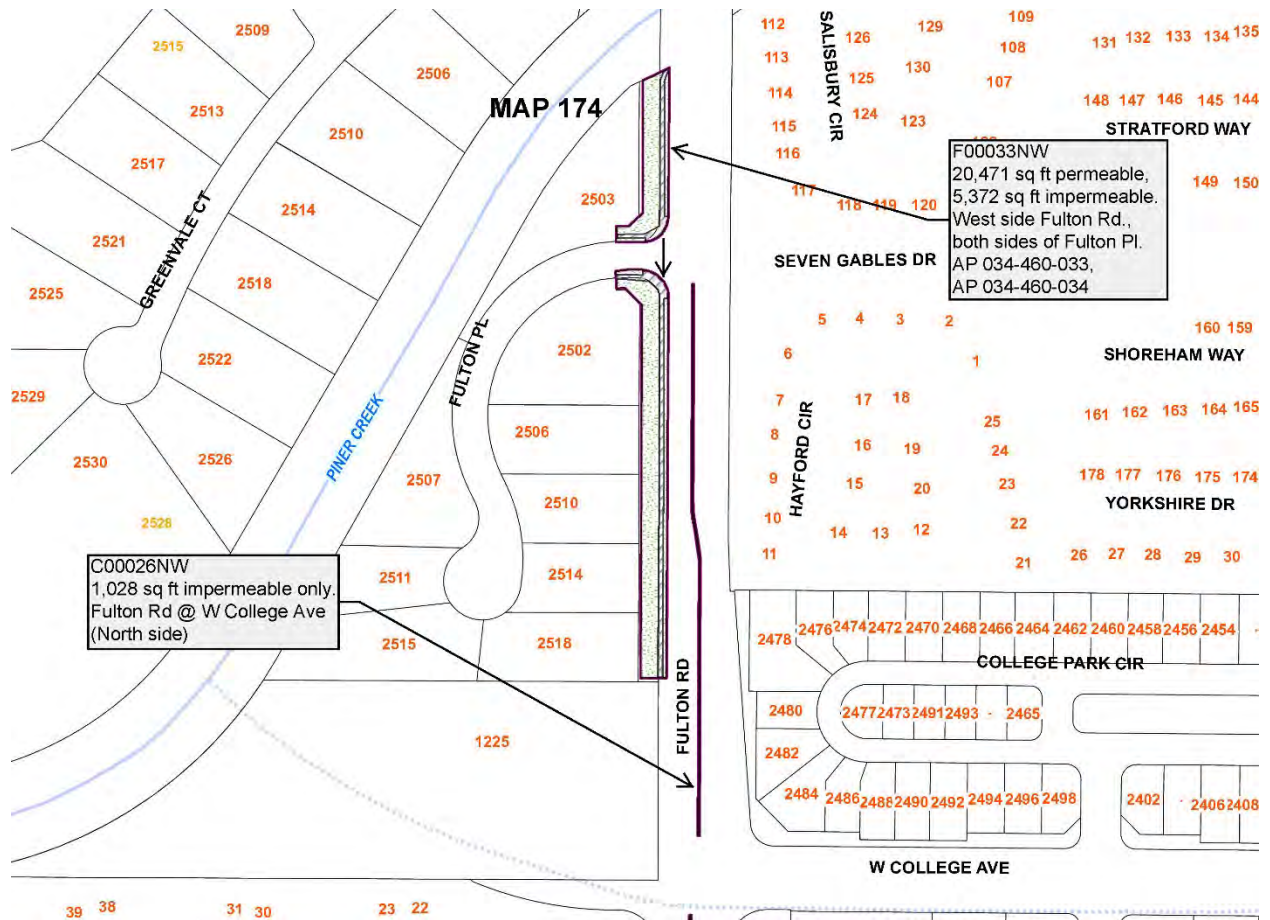 2509
2515
2506
2513
2510
MAP 174
2517
2514
2503
2521
GREENVALE CT
2525
2518
2522
2502
FULTON PL
2529
2506
PINER CREEK
2530
2526
2507
2510
2528
2511
2514
2515
2518
FULTON RD
1225
C00026NW
1,028 sq ft impermeable only.
Fulton Rd @ W College Ave
(North side)
39 38
31 30
23 22
112
SALISBURY CIR
126
129
109
108
131 132 133 134 135
113
125
130
107
114
124
123
148 147 146 145 144
115
STRATFORD WAY
116
F00033NW
20,471 sq ft permeable,
5,372 sq ft impermeable.
West side Fulton Rd.,
both sides of Fulton Pl.
AP 034-460-033,
AP 034-460-034
149 150
117
118 119 120
SEVEN GABLES DR
5 4 3 2
160 159
6
1
SHOREHAM WAY
7
17 18
161 162 163 164 165
8
HAYFORD CIR
25
16 19
24
9
15 20
23
178 177 176 175 174
YORKSHIRE DR
10
14 13 12
22
11
21
26 27 28 29 30
2478 2476 2474 2472 2470 2468 2466 2464 2462 2460 2458 2456 2454 -
COLLEGE PARK CIR
2480
2477 2473 2491 2493 - 2465
2482
2484 2486 2488 2490 2492 2494 2496 2498
2402 - 2406 2408
W COLLEGE AVE